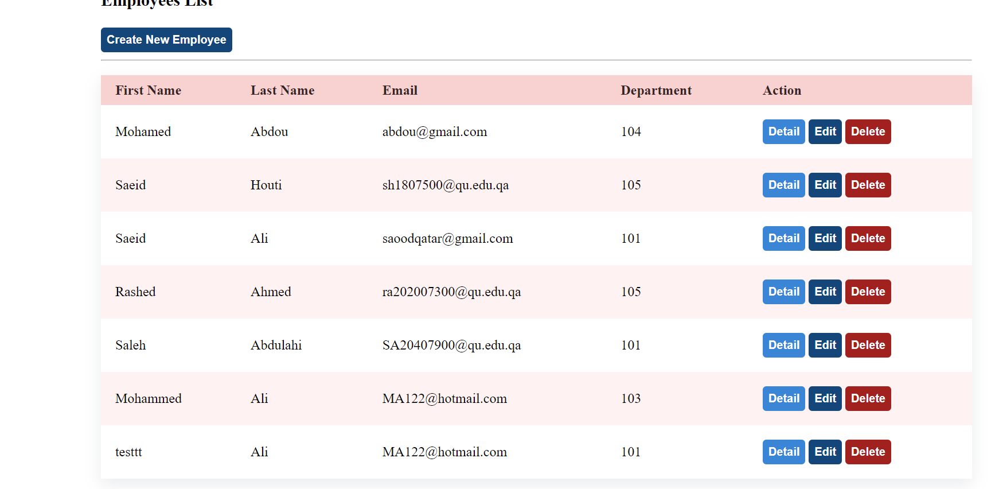 Employees List
Create New Employee
First Name Last Name Email Department Action
Mohamed Abdou abdou@gmail.com 104 Detail Edit Delete
Saeid Houti sh1807500@qu.edu.qa 105 Detail Edit Delete
Saeid Ali saoodqatar@gmail.com 101 Detail Edit Delete
Rashed Ahmed ra202007300@qu.edu.qa 105 Detail Edit Delete
Saleh Abdulahi SA20407900@qu.edu.qa 101 Detail Edit Delete
Mohammed Ali MA122@hotmail.com 103 Detail Edit Delete
testtt Ali MA122@hotmail.com 101 Detail Edit Delete